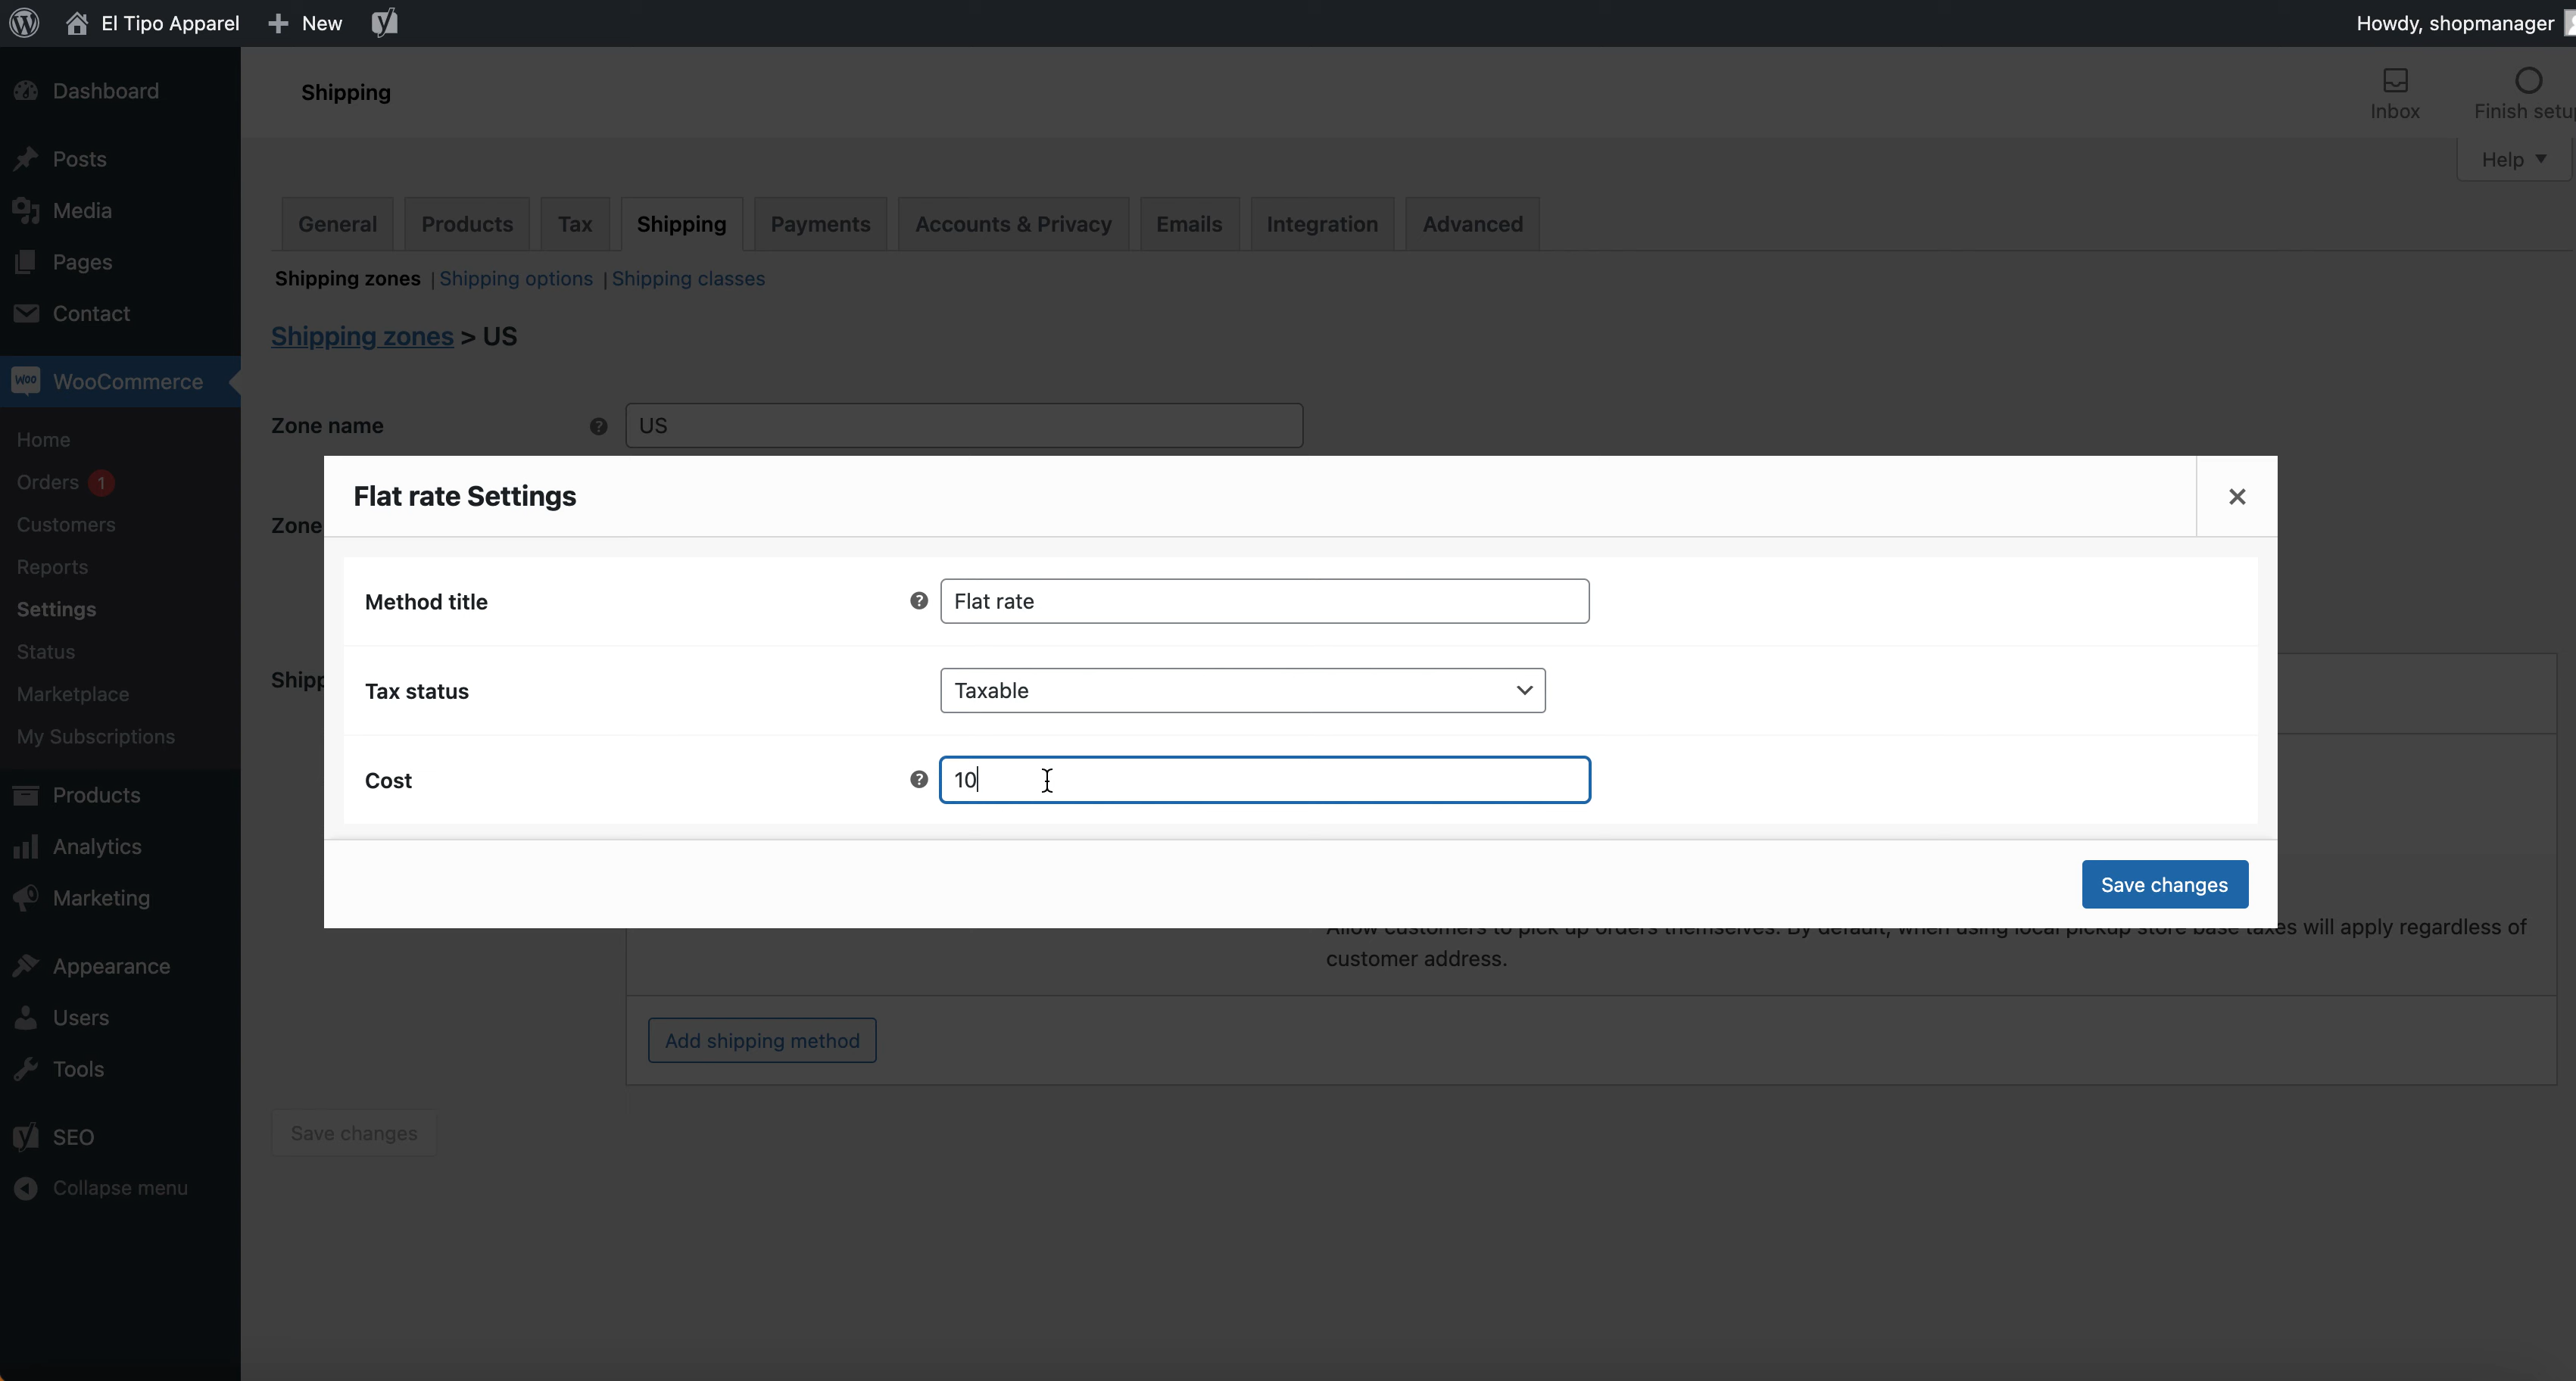 El Tipo Apparel New Howdy, shopmanager
Dashboard
Posts
Media
Pages
Contact
WooCommerce
Home
Orders 1
Customers
Reports
Settings
Status
Marketplace
My Subscriptions
Products
Analytics
Marketing
Appearance
Users
Tools
SEO
Collapse menu
Shipping
Inbox
Finish setu
Help
General Products Tax Shipping Payments Accounts & Privacy Emails Integration Advanced
Shipping zones | Shipping options | Shipping classes
Shipping zones > US
Zone name ? US
Zone
Shipp
Flat rate Settings ×
Method title ? Flat rate
Tax status Taxable
Cost ? 10
Save changes
Allow customers to pick up orders themselves. By default, when using local pickup store base taxes will apply regardless of
customer address.
Add shipping method
Save changes